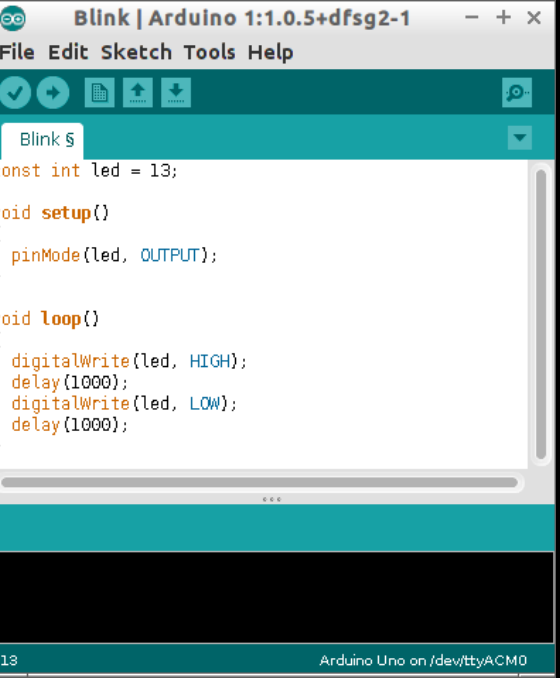 Blink | Arduino 1:1.0.5+dfsg2-1
File Edit Sketch Tools Help
Blink §
onst int led = 13;
oid setup()
pinMode(led, OUTPUT);
oid loop()
digitalWrite(led, HIGH);
delay(1000);
digitalWrite(led, LOW);
delay(1000);
13
Arduino Uno on /dev/ttyACM0